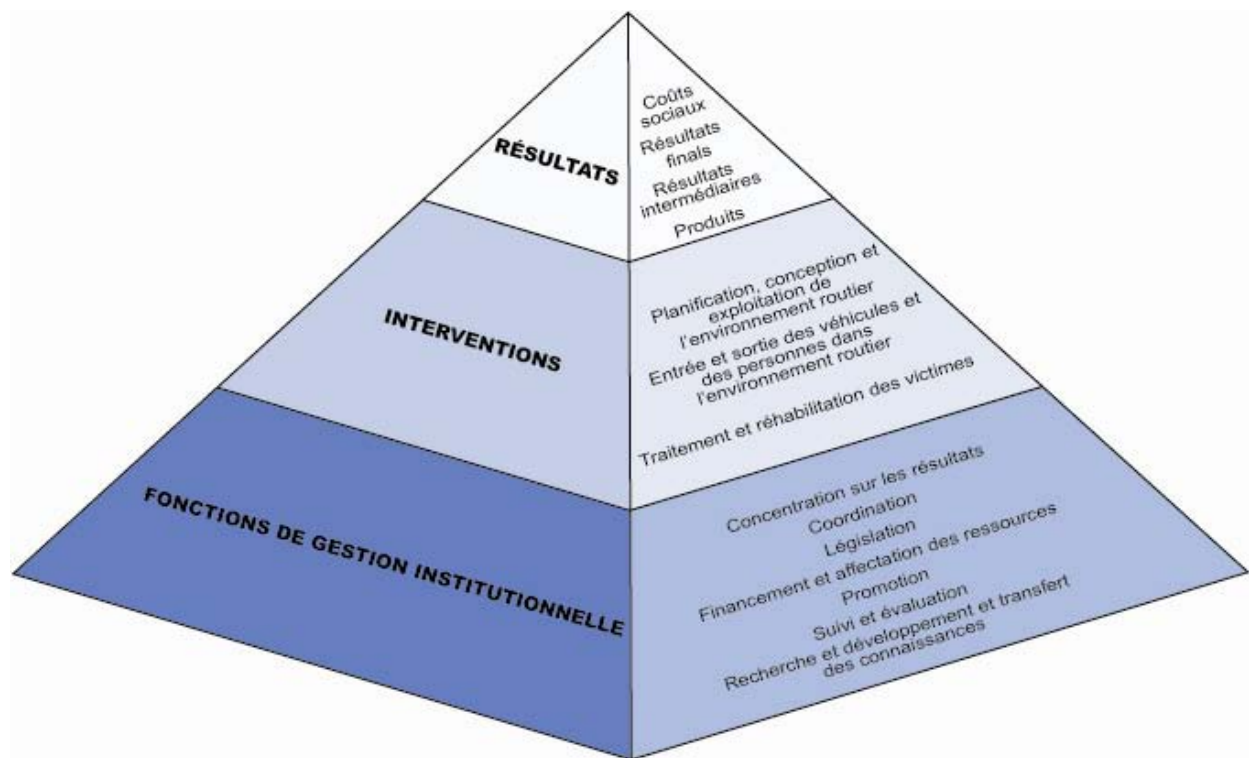 RÉSULTATS
Coûts
sociaux
Résultats
finals
Résultats
intermédiaires
Produits
INTERVENTIONS
Planification, conception et
exploitation de
l'environnement routier
Entrée et sortie des véhicules et
des personnes dans
l'environnement routier
Traitement et réhabilitation des victimes
FONCTIONS DE GESTION INSTITUTIONNELLE
Concentration sur les résultats
Coordination
Législation
Financement et affectation des ressources
Promotion
Suivi et évaluation
Recherche et développement et transfert
des connaissances